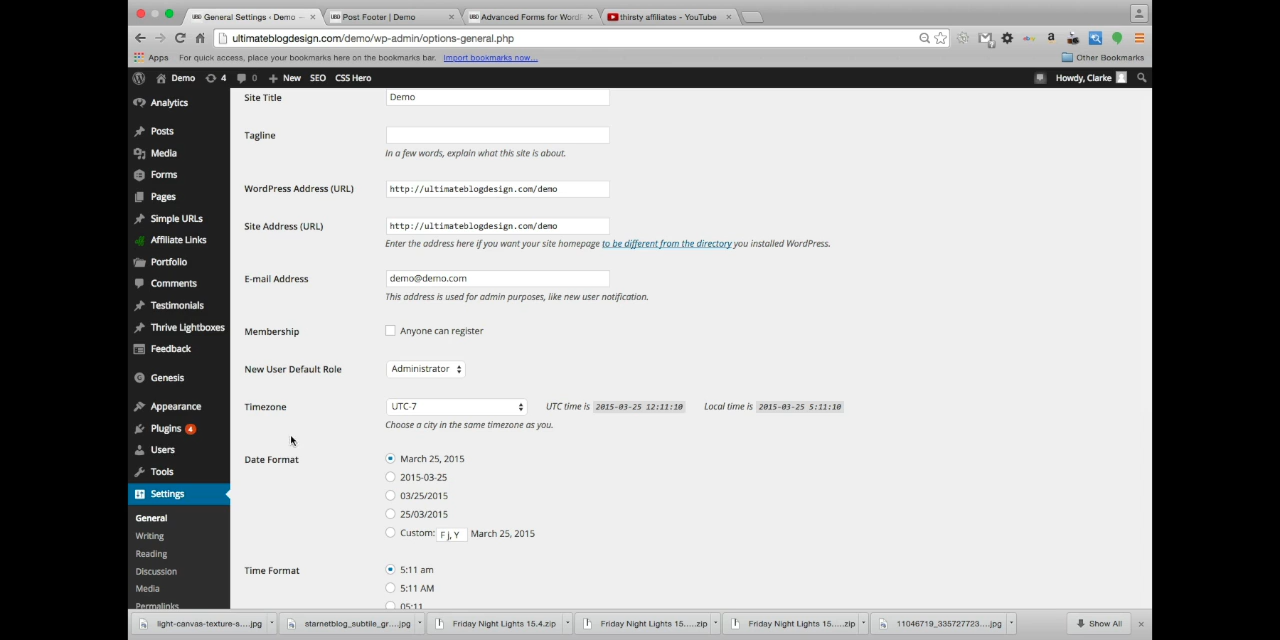 General Settings ‹ Demo —
Post Footer | Demo
Advanced Forms for Word
thirsty affiliates - YouTube
ultimateblogdesign.com/demo/wp-admin/options-general.php
Apps
For quick access, place your bookmarks here on the bookmarks bar.
Import bookmarks now...
Other Bookmarks
Demo
4
0
New
SEO
CSS Hero
Howdy, Clarke
Analytics
Posts
Media
Forms
Pages
Simple URLs
Affiliate Links
Portfolio
Comments
Testimonials
Thrive Lightboxes
Feedback
Genesis
Appearance
Plugins 4
Users
Tools
Settings
General
Writing
Reading
Discussion
Media
Permalinks
Site Title
Demo
Tagline
In a few words, explain what this site is about.
WordPress Address (URL)
http://ultimateblogdesign.com/demo
Site Address (URL)
http://ultimateblogdesign.com/demo
Enter the address here if you want your site homepage to be different from the directory you installed WordPress.
E-mail Address
demo@demo.com
This address is used for admin purposes, like new user notification.
Membership
Anyone can register
New User Default Role
Administrator
Timezone
UTC-7
UTC time is 2015-03-25 12:11:10
Local time is 2015-03-25 5:11:10
Choose a city in the same timezone as you.
Date Format
March 25, 2015
2015-03-25
03/25/2015
25/03/2015
Custom: F j, Y March 25, 2015
Time Format
5:11 am
5:11 AM
05:11
light-canvas-texture-s....jpg
starnetblog_subtile_gr....jpg
Friday Night Lights 15.4.zip
Friday Night Lights 15.....zip
Friday Night Lights 15.....zip
11046719_335727723....jpg
Show All